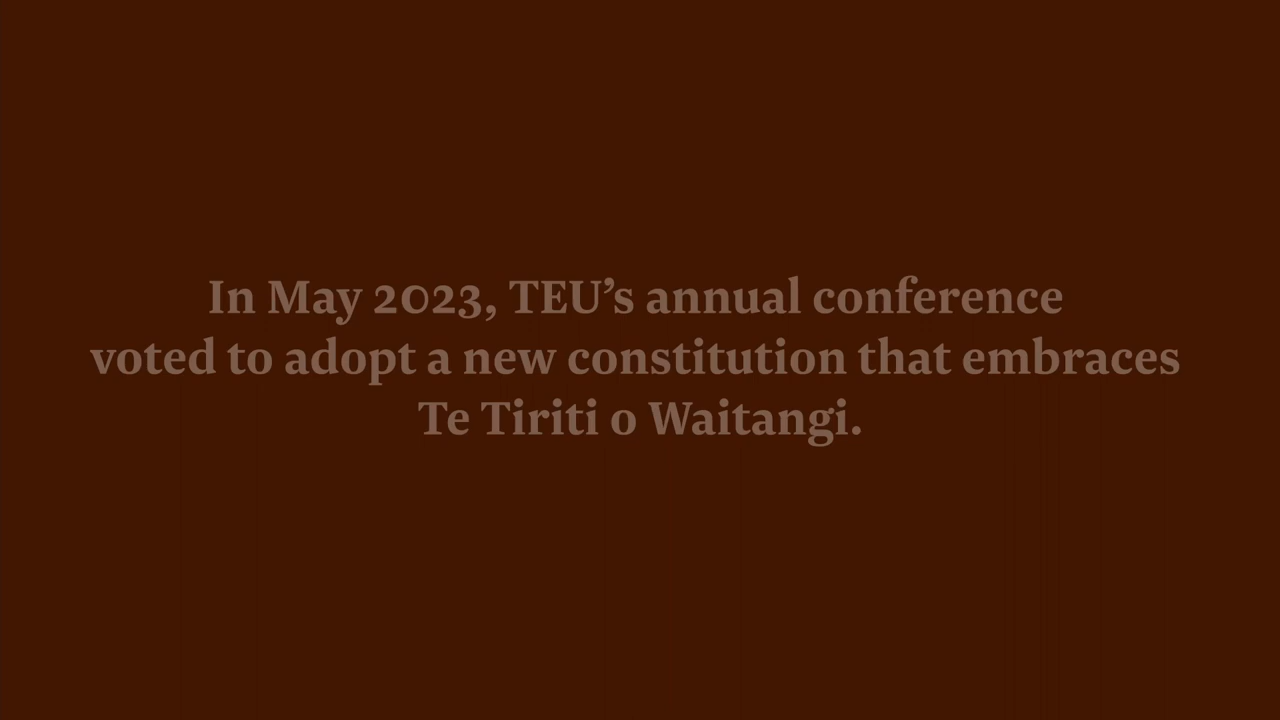 In May 2023, TEU’s annual conference
voted to adopt a new constitution that embraces
Te Tiriti o Waitangi.